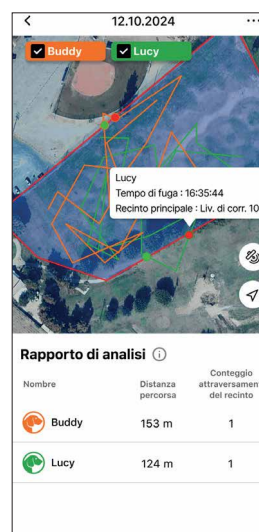 12.10.2024
Buddy
Lucy
Lucy
Tempo di fuga : 16:35:44
Recinto principale : Liv. di corr. 10
Rapporto di analisi
Nombre
Distanza percorsa
Conteggio attraversamen del recinto
Buddy
153 m
1
Lucy
124 m
1